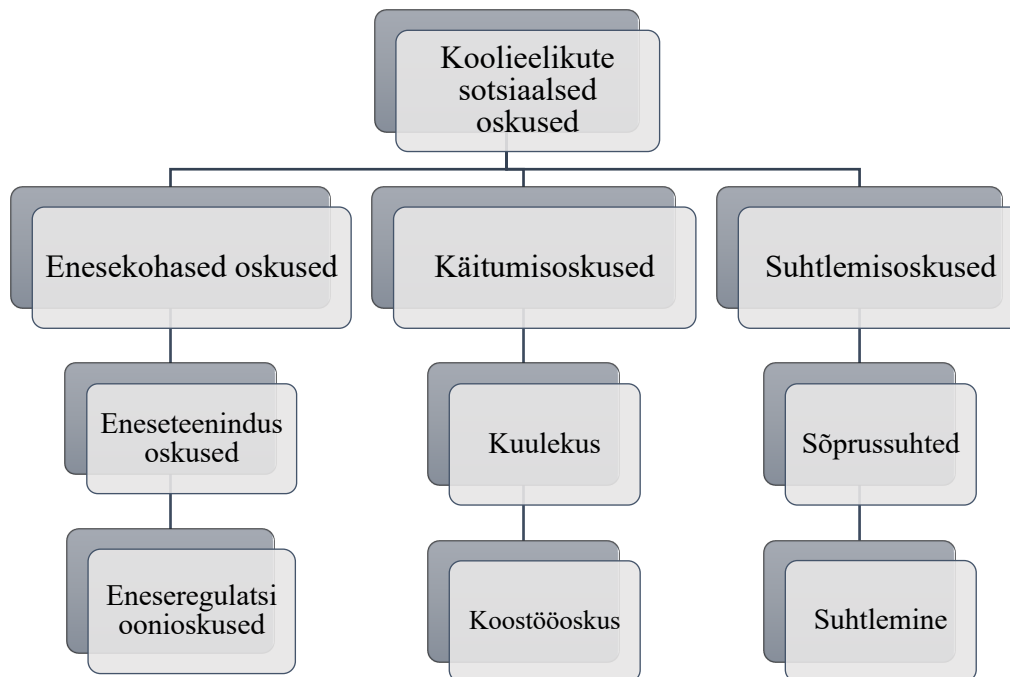 Koolieelikute
sotsiaalsed
oskused
Enesekohased oskused
Käitumisoskused
Suhtlemisoskused
Eneseteenindus
oskused
Kuulekus
Sõprussuhted
Eneseregulatsi
oonioskused
Koostööoskus
Suhtlemine